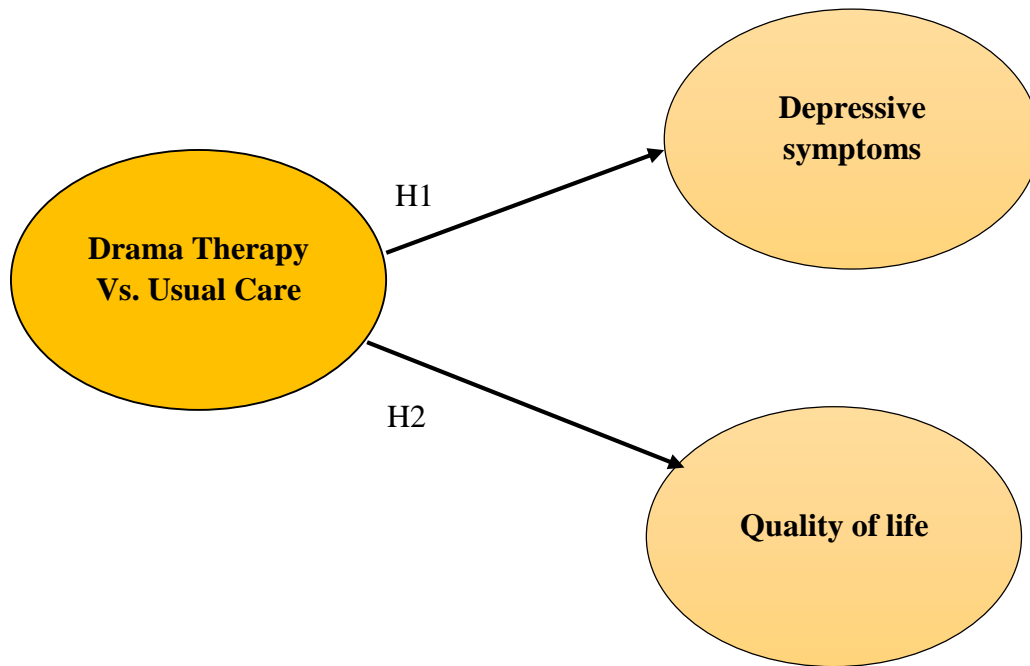 Depressive
symptoms
H1
Drama Therapy
Vs. Usual Care
H2
Quality of life